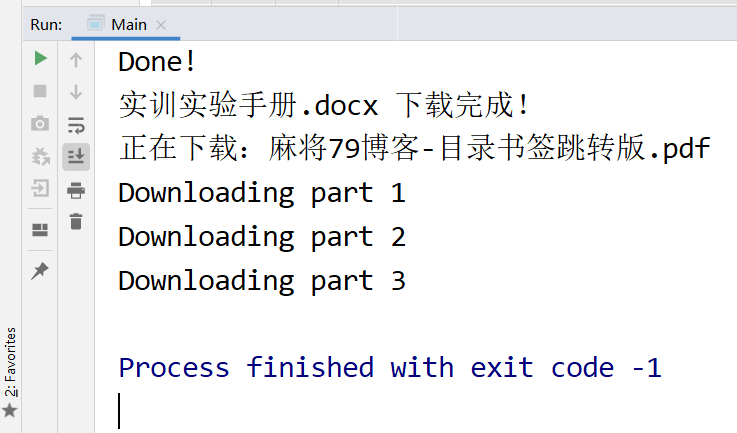 Run:
Main
Done!
实训实验手册.docx 下载完成!
正在下载: 麻将79博客-目录书签跳转版.pdf
Downloading part 1
Downloading part 2
Downloading part 3
Process finished with exit code -1
2: Favorites